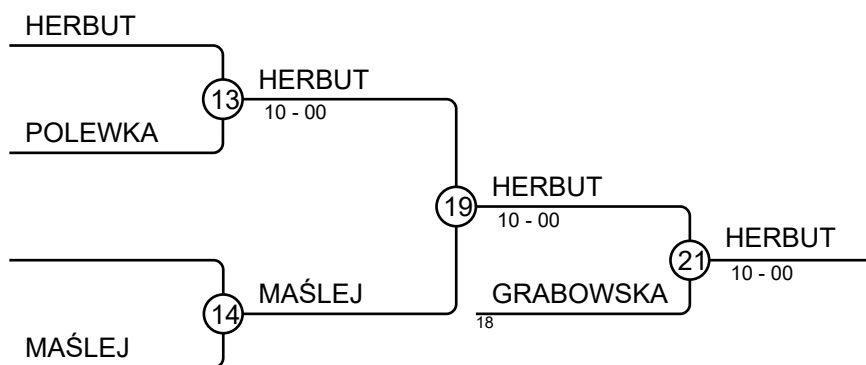 HERBUT
13
HERBUT
10 - 00
POLEWKA
19
HERBUT
10 - 00
21
HERBUT
10 - 00
14
MAŚLEJ
GRABOWSKA
18
MAŚLEJ